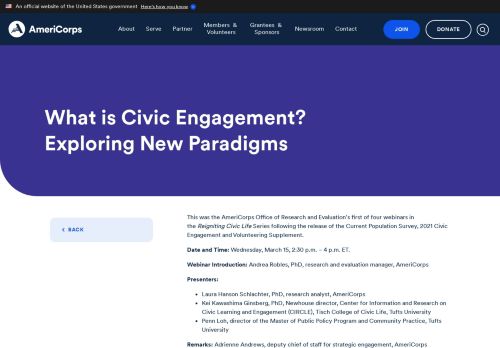 An official website of the United States government Here's how you know
AmeriCorps
About Serve Partner Members & Volunteers Grantees & Sponsors Newsroom Contact JOIN DONATE
What is Civic Engagement?
Exploring New Paradigms
BACK
This was the AmeriCorps Office of Research and Evaluation's first of four webinars in
the Reigniting Civic Life Series following the release of the Current Population Survey, 2021 Civic
Engagement and Volunteering Supplement.
Date and Time: Wednesday, March 15, 2:30 p.m. – 4 p.m. ET.
Webinar Introduction: Andrea Robles, PhD, research and evaluation manager, AmeriCorps
Presenters:
Laura Hanson Schlachter, PhD, research analyst, AmeriCorps
Kei Kawashima Ginsberg, PhD, Newhouse director, Center for Information and Research on
Civic Learning and Engagement (CIRCLE), Tisch College of Civic Life, Tufts University
Penn Loh, director of the Master of Public Policy Program and Community Practice, Tufts
University
Remarks: Adrienne Andrews, deputy chief of staff for strategic engagement, AmeriCorps